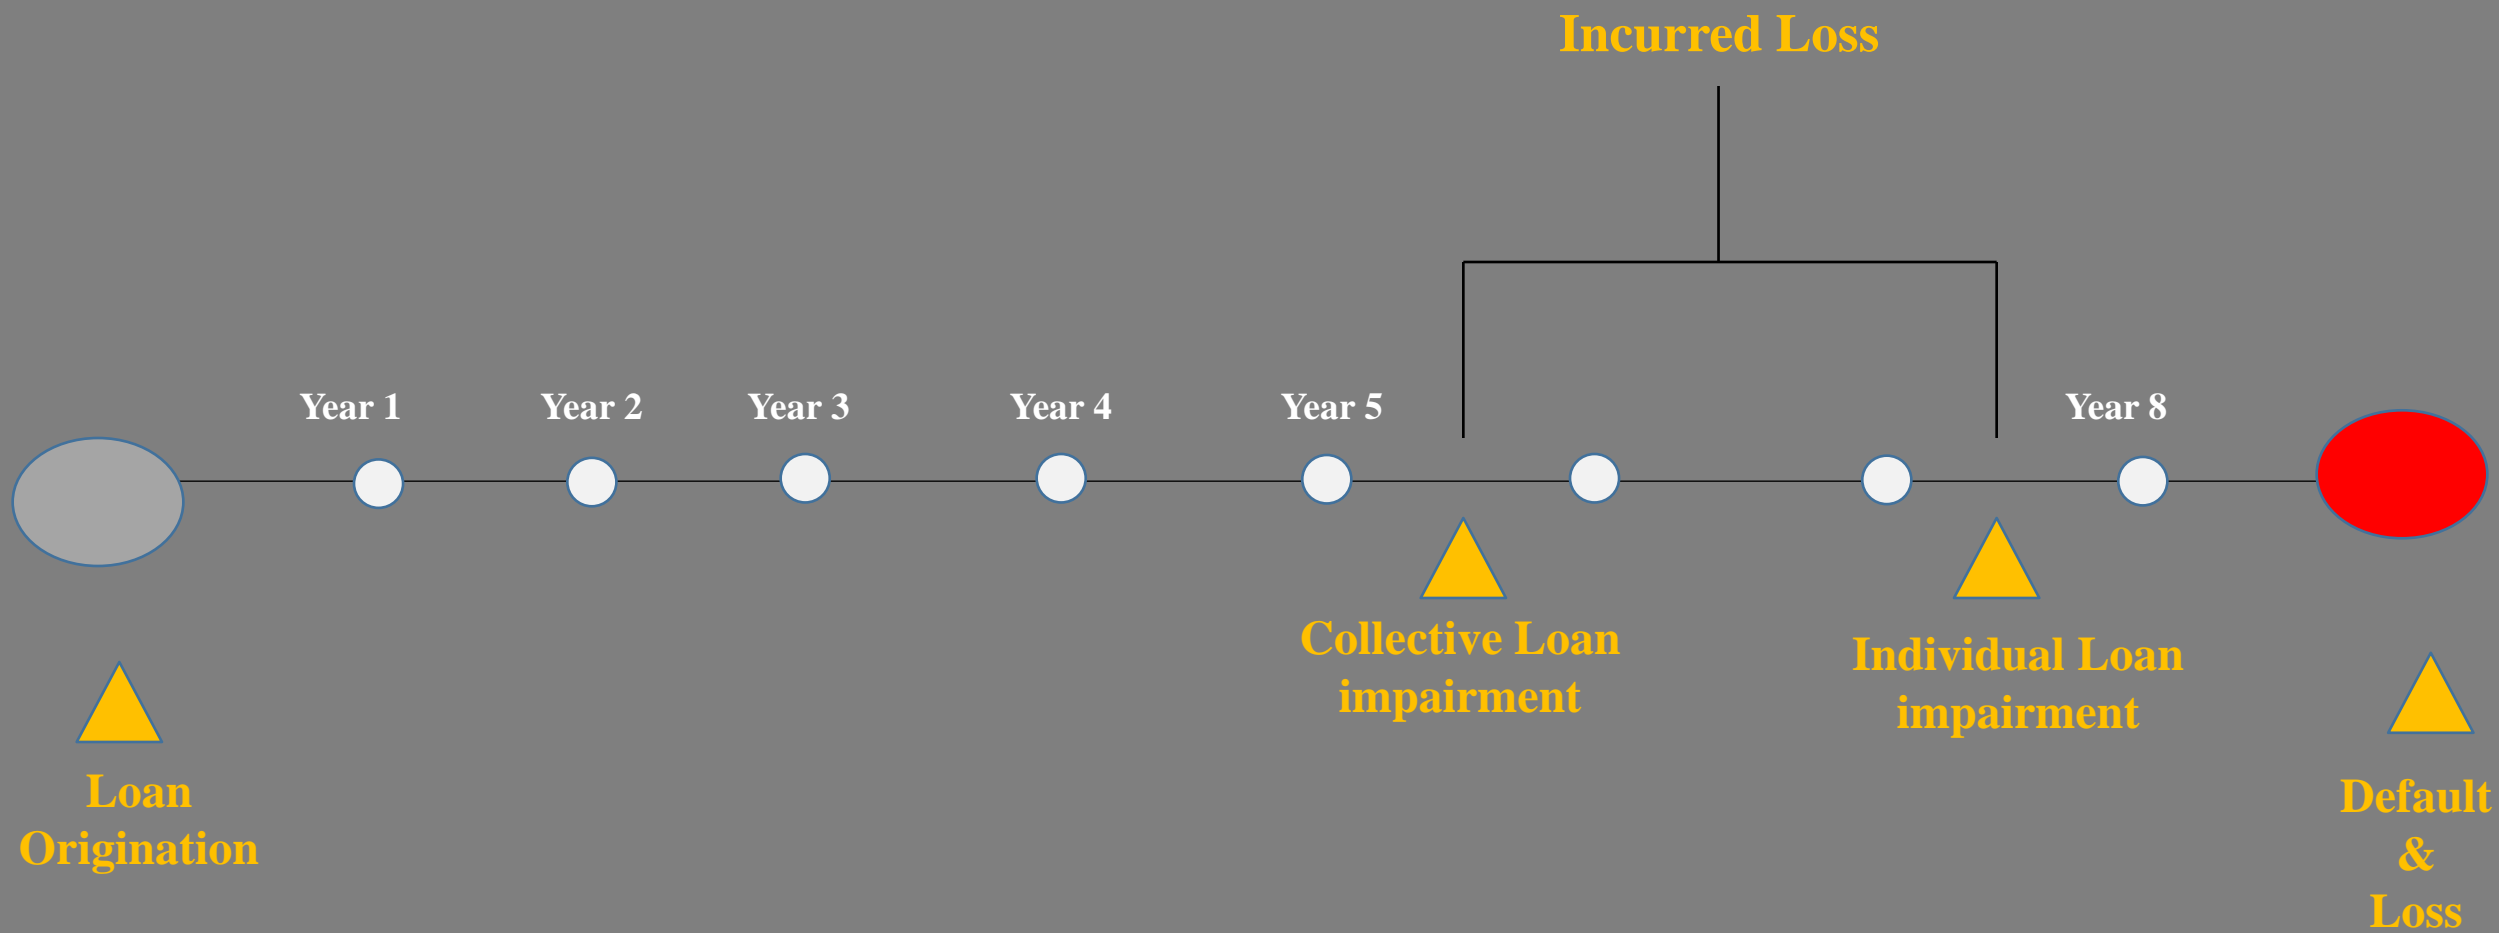 Incurred Loss
Year 1
Year 2
Year 3
Year 4
Year 5
Year 8
Collective Loan
impairment
Individual Loan
impairment
Loan
Origination
Default
&
Loss